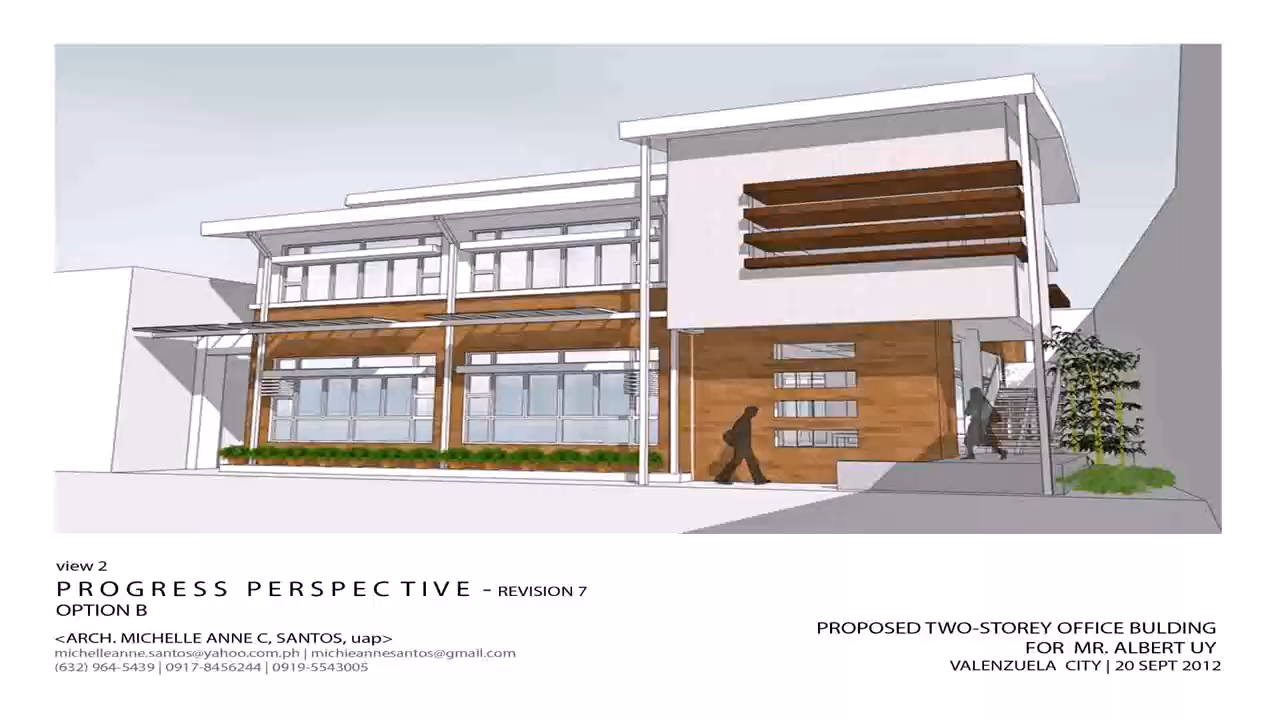 view 2
PROGRESS PERSPECTIVE - REVISION 7
OPTION B
<ARCH. MICHELLE ANNE C, SANTOS, uap>
michelleanne.santos@yahoo.com.ph | michieannesantos@gmail.com
(632) 964-5439 | 0917-8456244 | 0919-5543005
PROPOSED TWO-STOREY OFFICE BULDING
FOR MR. ALBERT UY
VALENZUELA CITY | 20 SEPT 2012